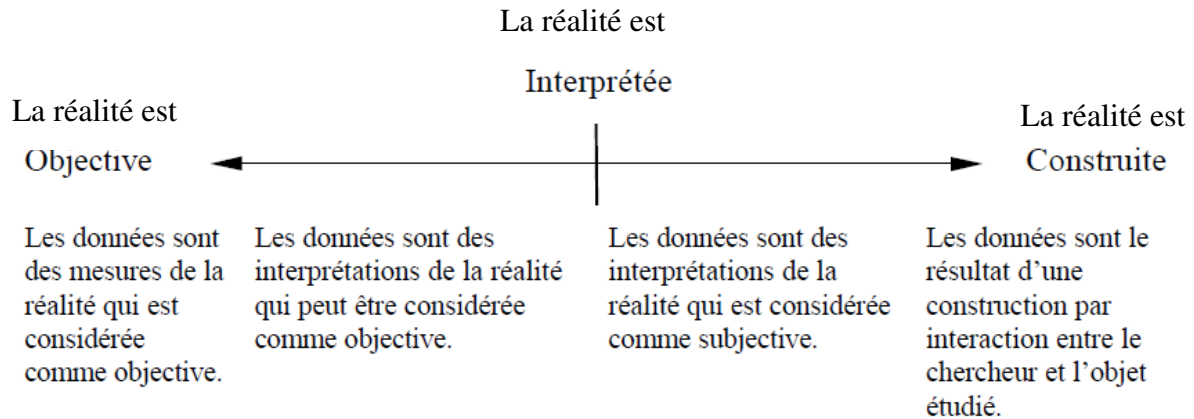 La réalité est
Interprétée
La réalité est
Objective
La réalité est
Construite
Les données sont
des mesures de la
réalité qui est
considérée
comme objective.
Les données sont des
interprétations de la réalité
qui peut être considérée
comme objective.
Les données sont des
interprétations de la
réalité qui est considérée
comme subjective.
Les données sont le
résultat d’une
construction par
interaction entre le
chercheur et l’objet
étudié.